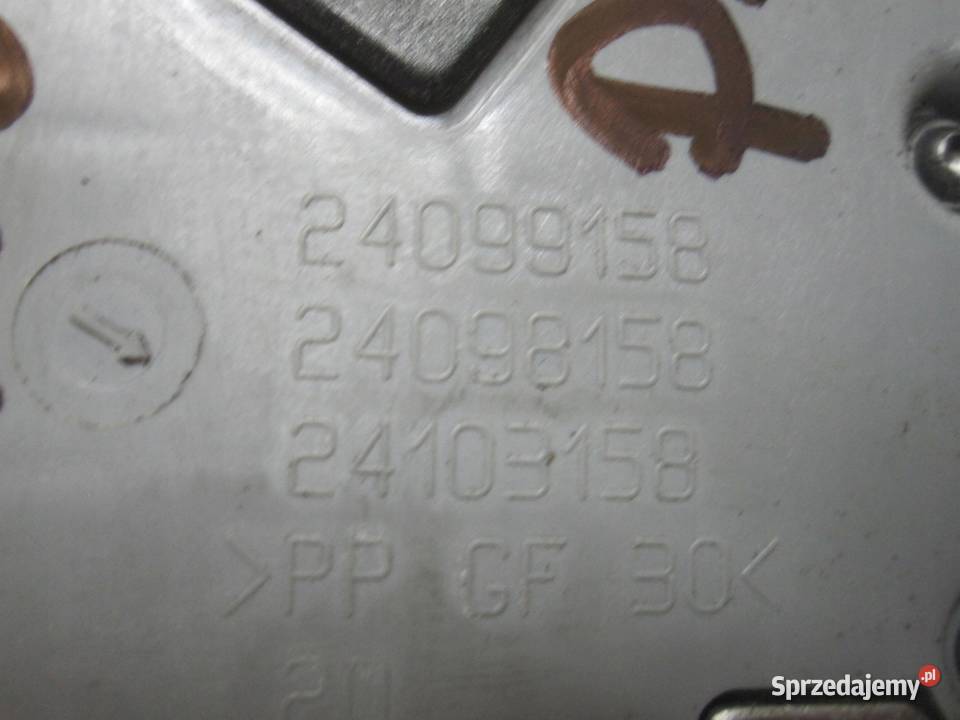 24099158
24098158
24103158
>PP GF 30<
Sprzedajemy.pl